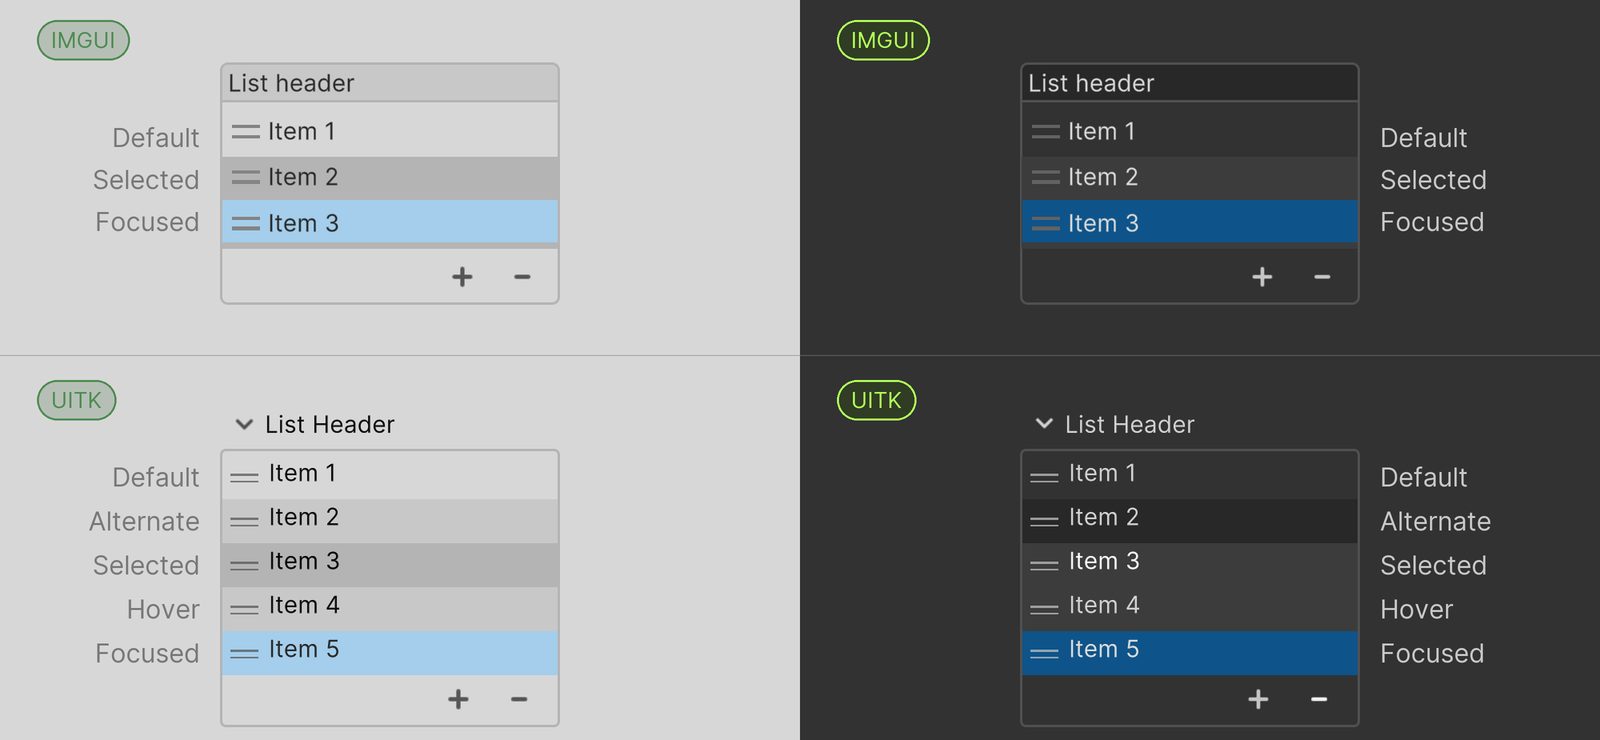 IMGUI
List header
Default
Item 1
Selected
Item 2
Focused
Item 3
+ −
IMGUI
List header
Item 1
Default
Item 2
Selected
Item 3
Focused
+ −
UITK
List Header
Default
Item 1
Alternate
Item 2
Selected
Item 3
Hover
Item 4
Focused
Item 5
+ −
UITK
List Header
Item 1
Default
Item 2
Alternate
Item 3
Selected
Item 4
Hover
Item 5
Focused
+ −